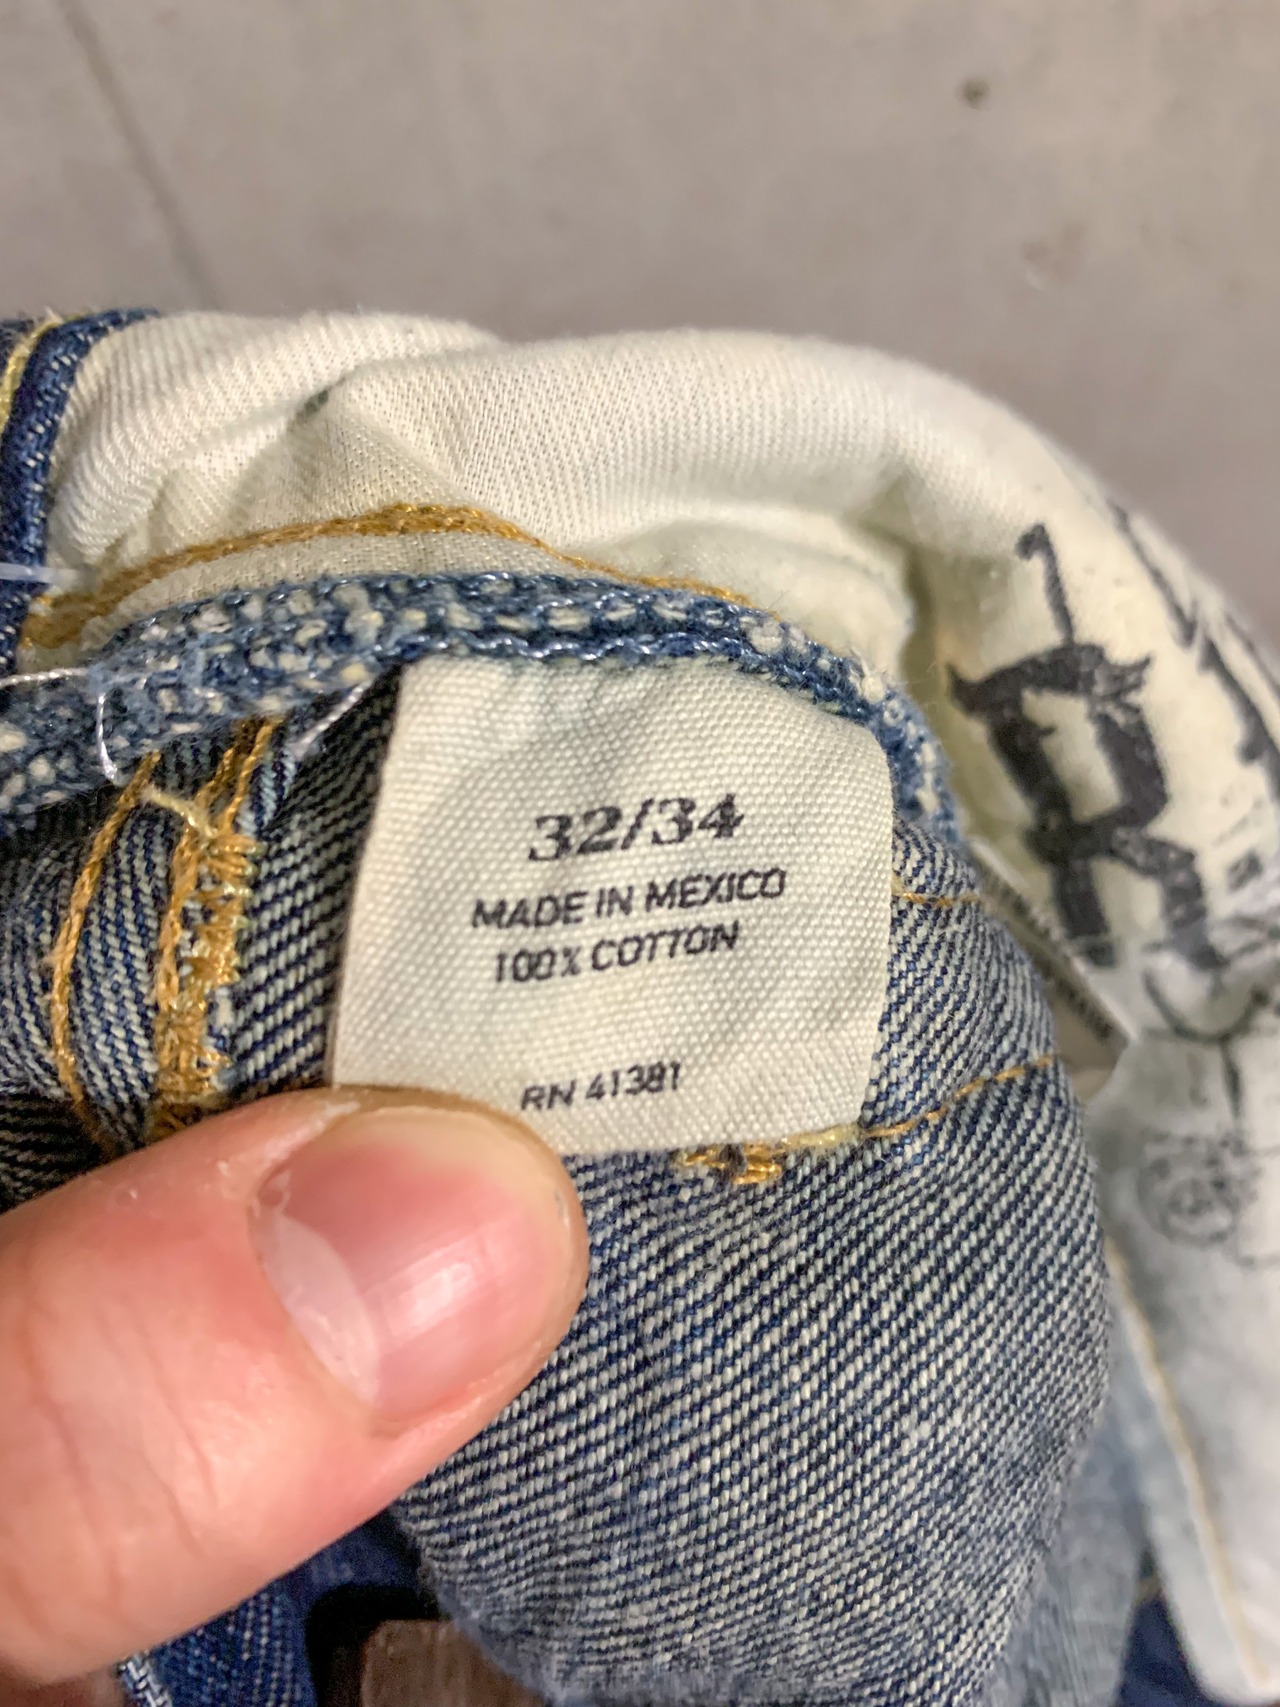 32/34
MADE IN MEXICO
100% COTTON
RN 41381